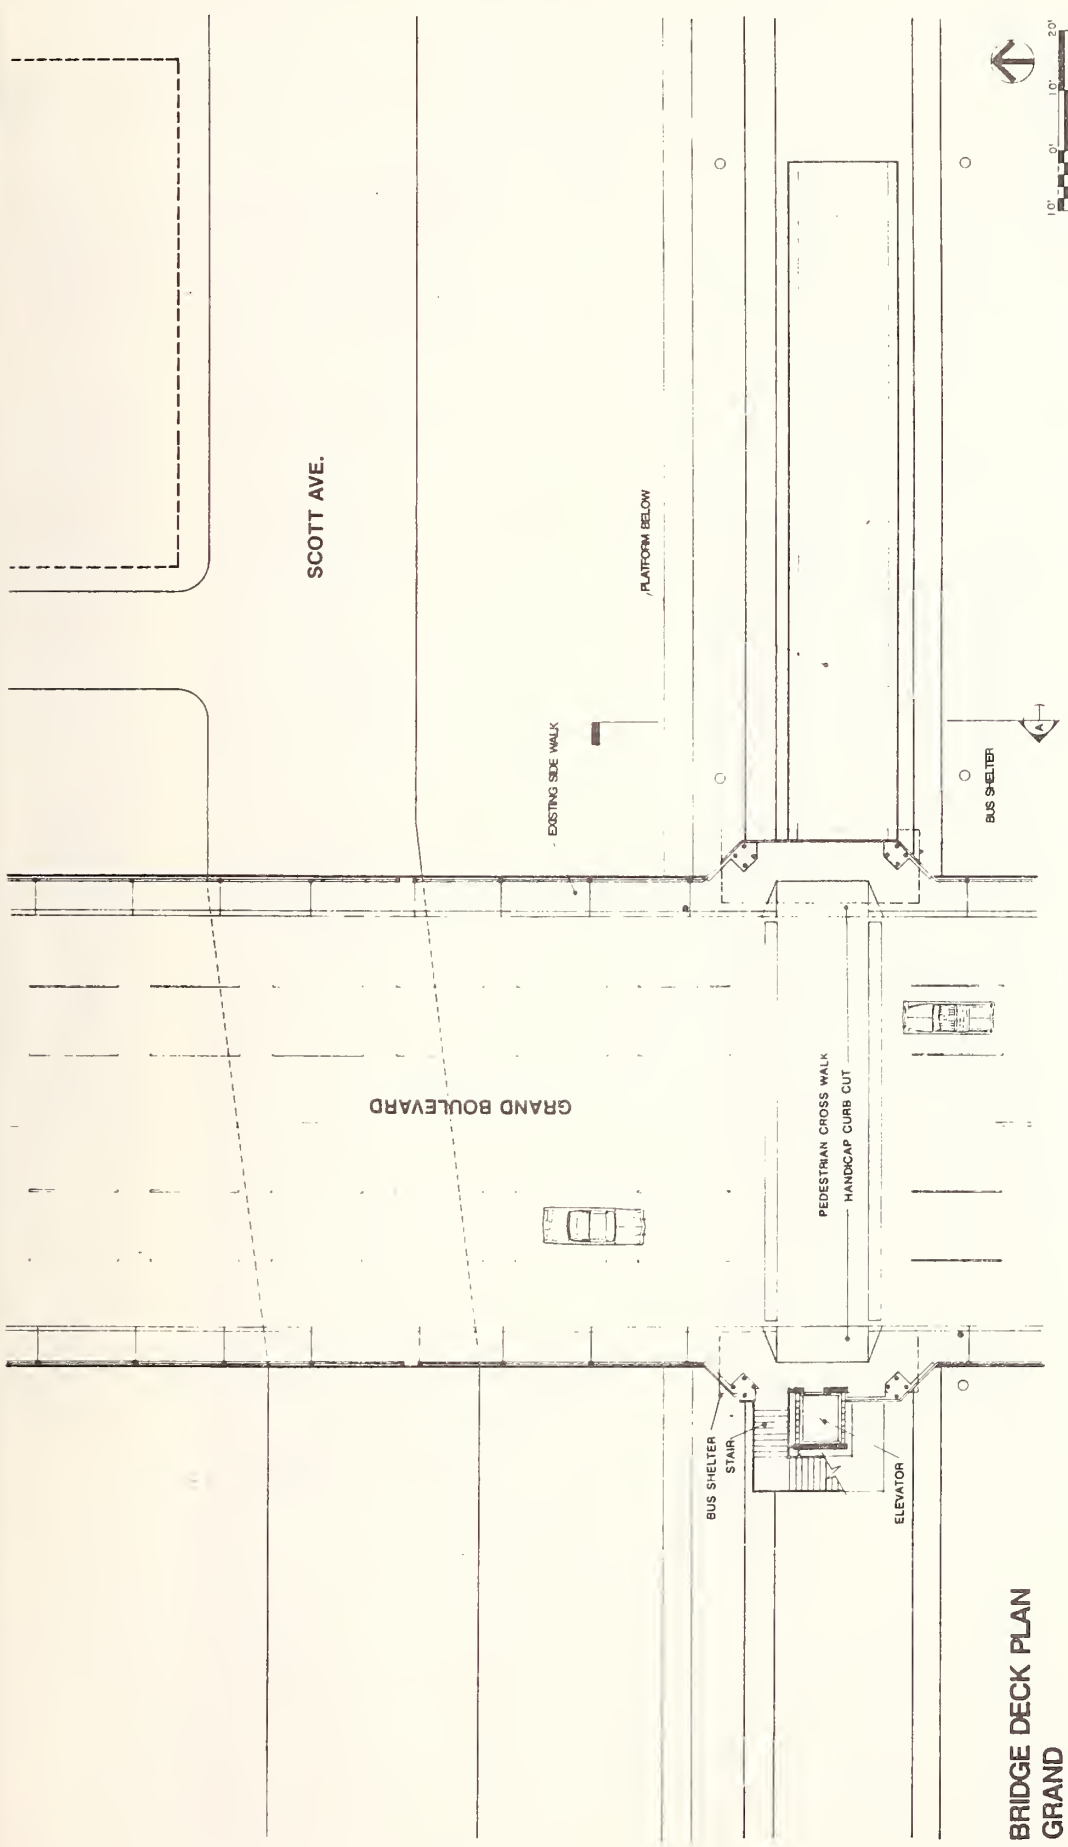 SCOTT AVE.
PLATFORM BELOW
EXISTING SIDE WALK
BUS SHELTER
A
GRAND BOULEVARD
PEDESTRIAN CROSS WALK
HANDICAP CURB CUT
BUS SHELTER
STAIR
ELEVATOR
10' 0' 10' 20'
BRIDGE DECK PLAN
GRAND